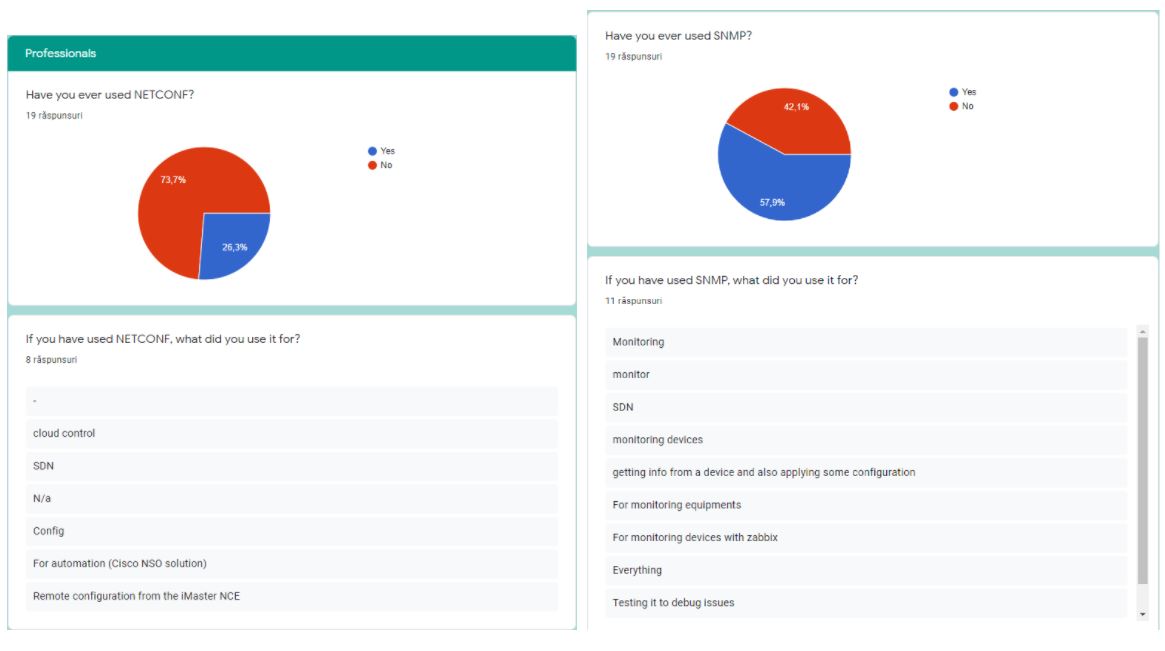 Professionals
Have you ever used NETCONF?
19 răspunsuri
Yes
No
73,7%
26,3%
If you have used NETCONF, what did you use it for?
8 răspunsuri
-
cloud control
SDN
N/a
Config
For automation (Cisco NSO solution)
Remote configuration from the iMaster NCE
Have you ever used SNMP?
19 răspunsuri
Yes
No
42,1%
57,9%
If you have used SNMP, what did you use it for?
11 răspunsuri
Monitoring
monitor
SDN
monitoring devices
getting info from a device and also applying some configuration
For monitoring equipments
For monitoring devices with zabbix
Everything
Testing it to debug issues